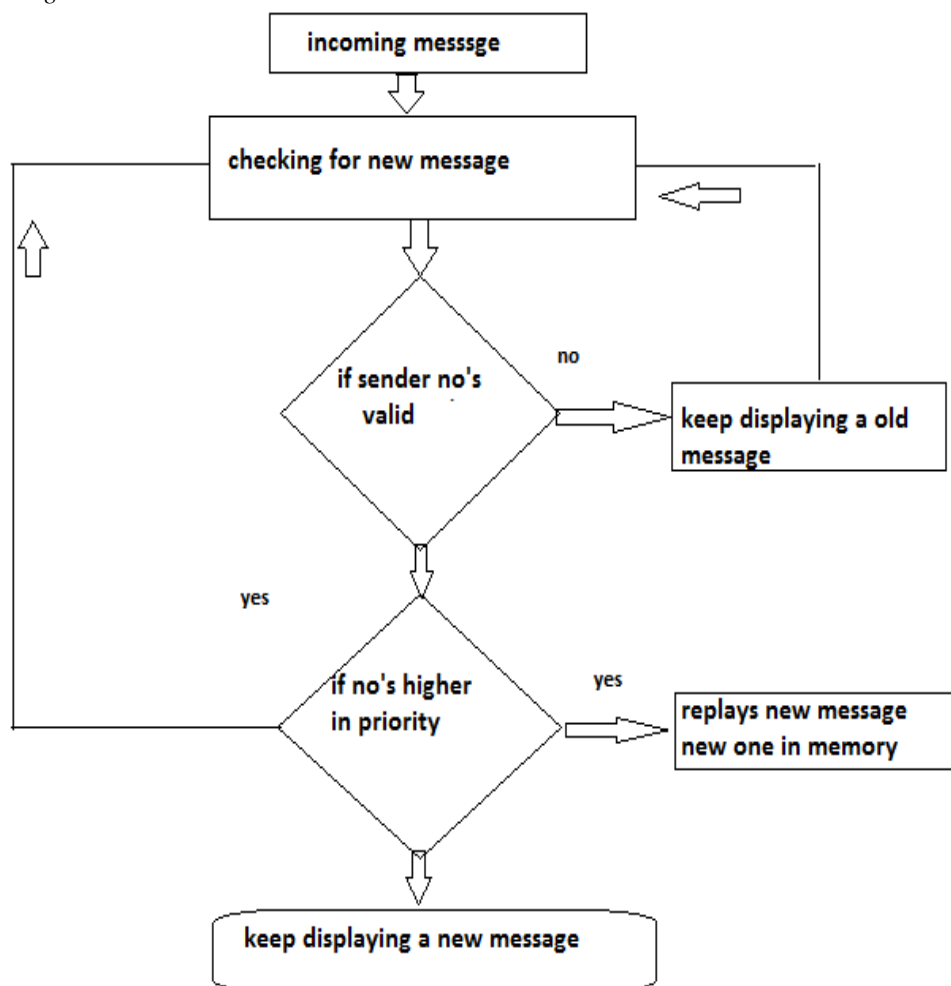 incoming messsge
checking for new message
if sender no's
valid
no
keep displaying a old
message
yes
if no's higher
in priority
yes
replays new message
new one in memory
keep displaying a new message